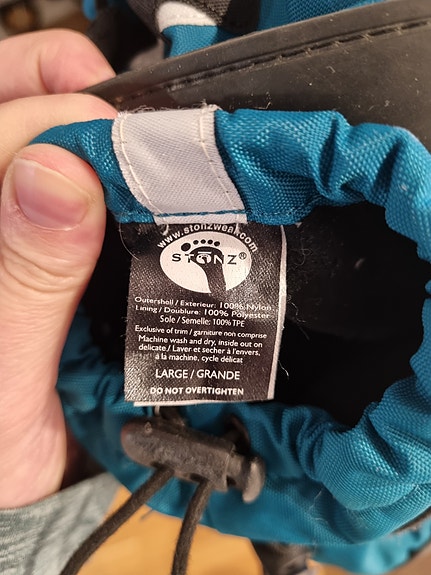 www.stonzwear.com
STONZ®
Outershell / Exterieur: 100% Nylon
Lining / Doublure: 100% Polyester
Sole / Semelle: 100% TPE
Exclusive of trim / garniture non comprise
Machine wash and dry, inside out on
delicate / Laver et secher à l'envers,
à la machine, cycle délicat
LARGE / GRANDE
DO NOT OVERTIGHTEN